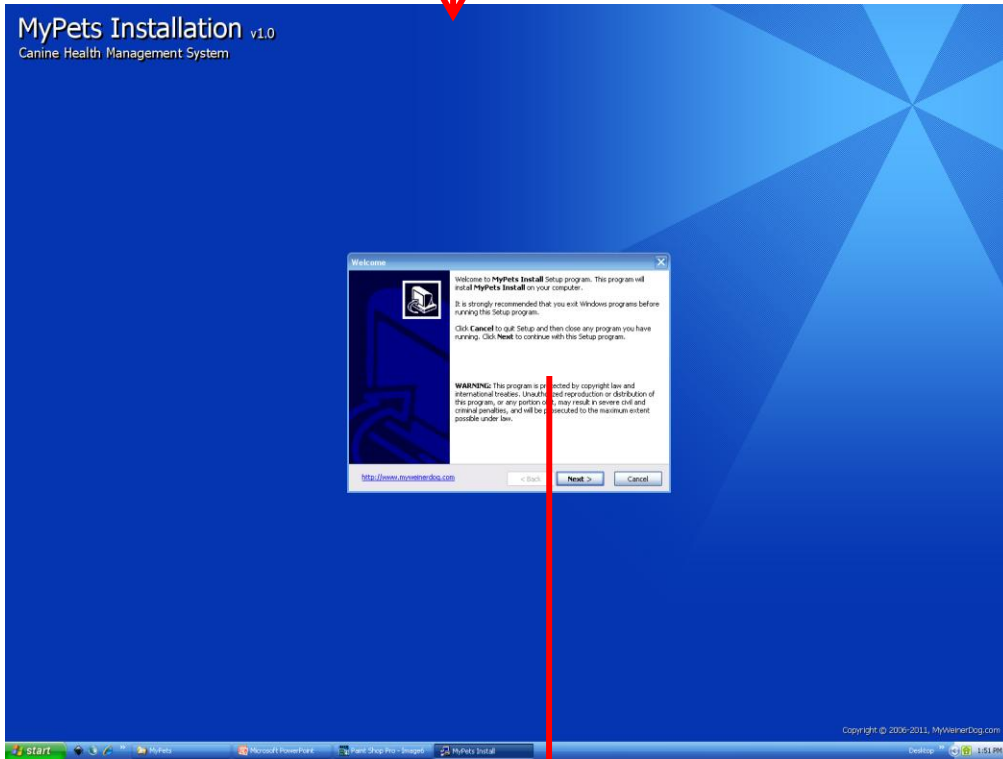 MyPets Installation v1.0
Canine Health Management System
Welcome
Welcome to MyPets Install Setup program. This program will
install MyPets Install on your computer.
It is strongly recommended that you exit Windows programs before
running this Setup program.
Click Cancel to quit Setup and then close any program you have
running. Click Next to continue with this Setup program.
WARNING: This program is protected by copyright law and
international treaties. Unauthorized reproduction or distribution of
this program, or any portion of it, may result in severe civil and
criminal penalties, and will be prosecuted to the maximum extent
possible under law.
http://www.myweinerdog.com
< Back
Next >
Cancel
Copyright © 2006-2011, MyWeinerDog.com
start
MyPets
Microsoft PowerPoint
Paint Shop Pro - Image6
MyPets Install
Desktop
1:51 PM